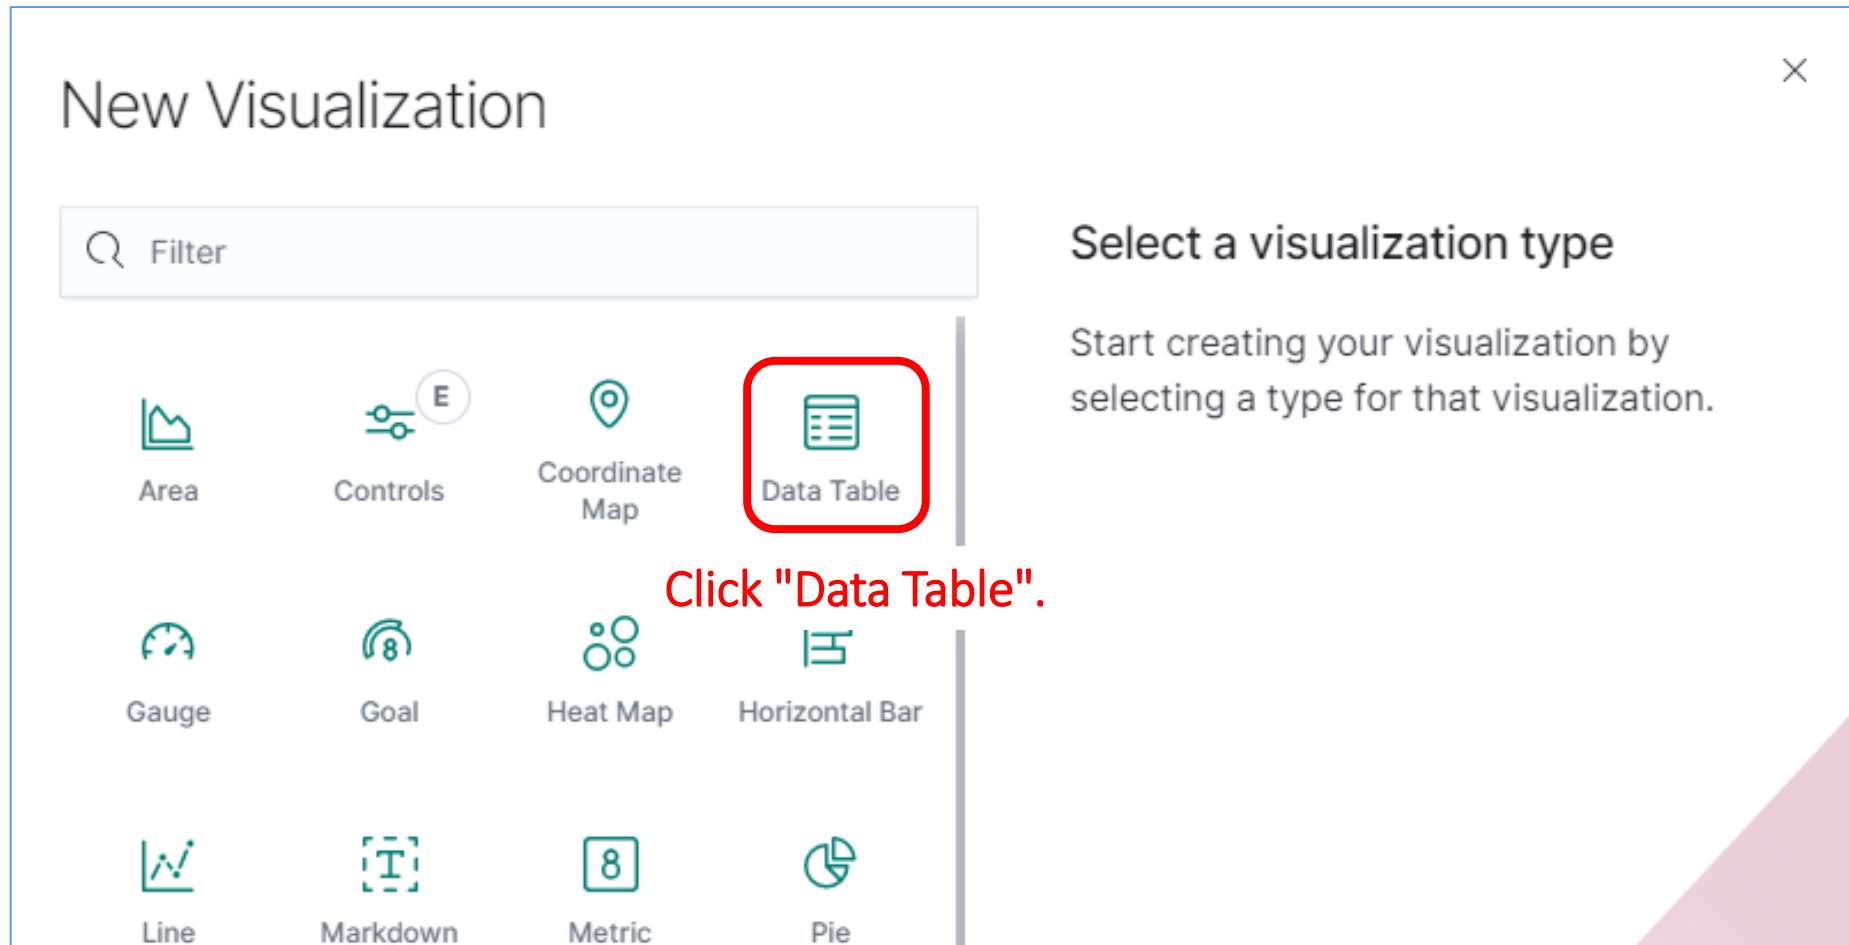 New Visualization
Filter
Select a visualization type
Start creating your visualization by
selecting a type for that visualization.
E
Area
Controls
Coordinate
Map
Data Table
Click "Data Table".
8
Gauge
Goal
Heat Map
Horizontal Bar
T
8
Line
Markdown
Metric
Pie